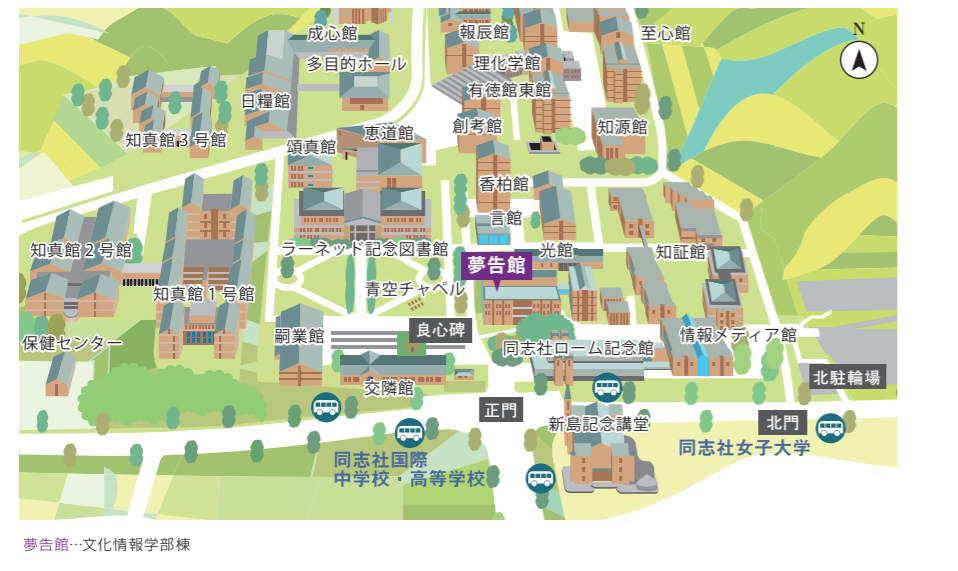 成心館
報辰館
至心館
N
多目的ホール
理化学館
有徳館東館
日糧館
創考館
知源館
知真館3号館
恵道館
頌真館
香柏館
言館
知真館2号館
ラーネッド記念図書館
光館
知証館
夢告館
青空チャペル
知真館1号館
良心碑
嗣業館
情報メディア館
保健センター
同志社ローム記念館
交隣館
北駐輪場
正門
新島記念講堂
北門
同志社女子大学
同志社国際
中学校・高等学校
夢告館…文化情報学部棟